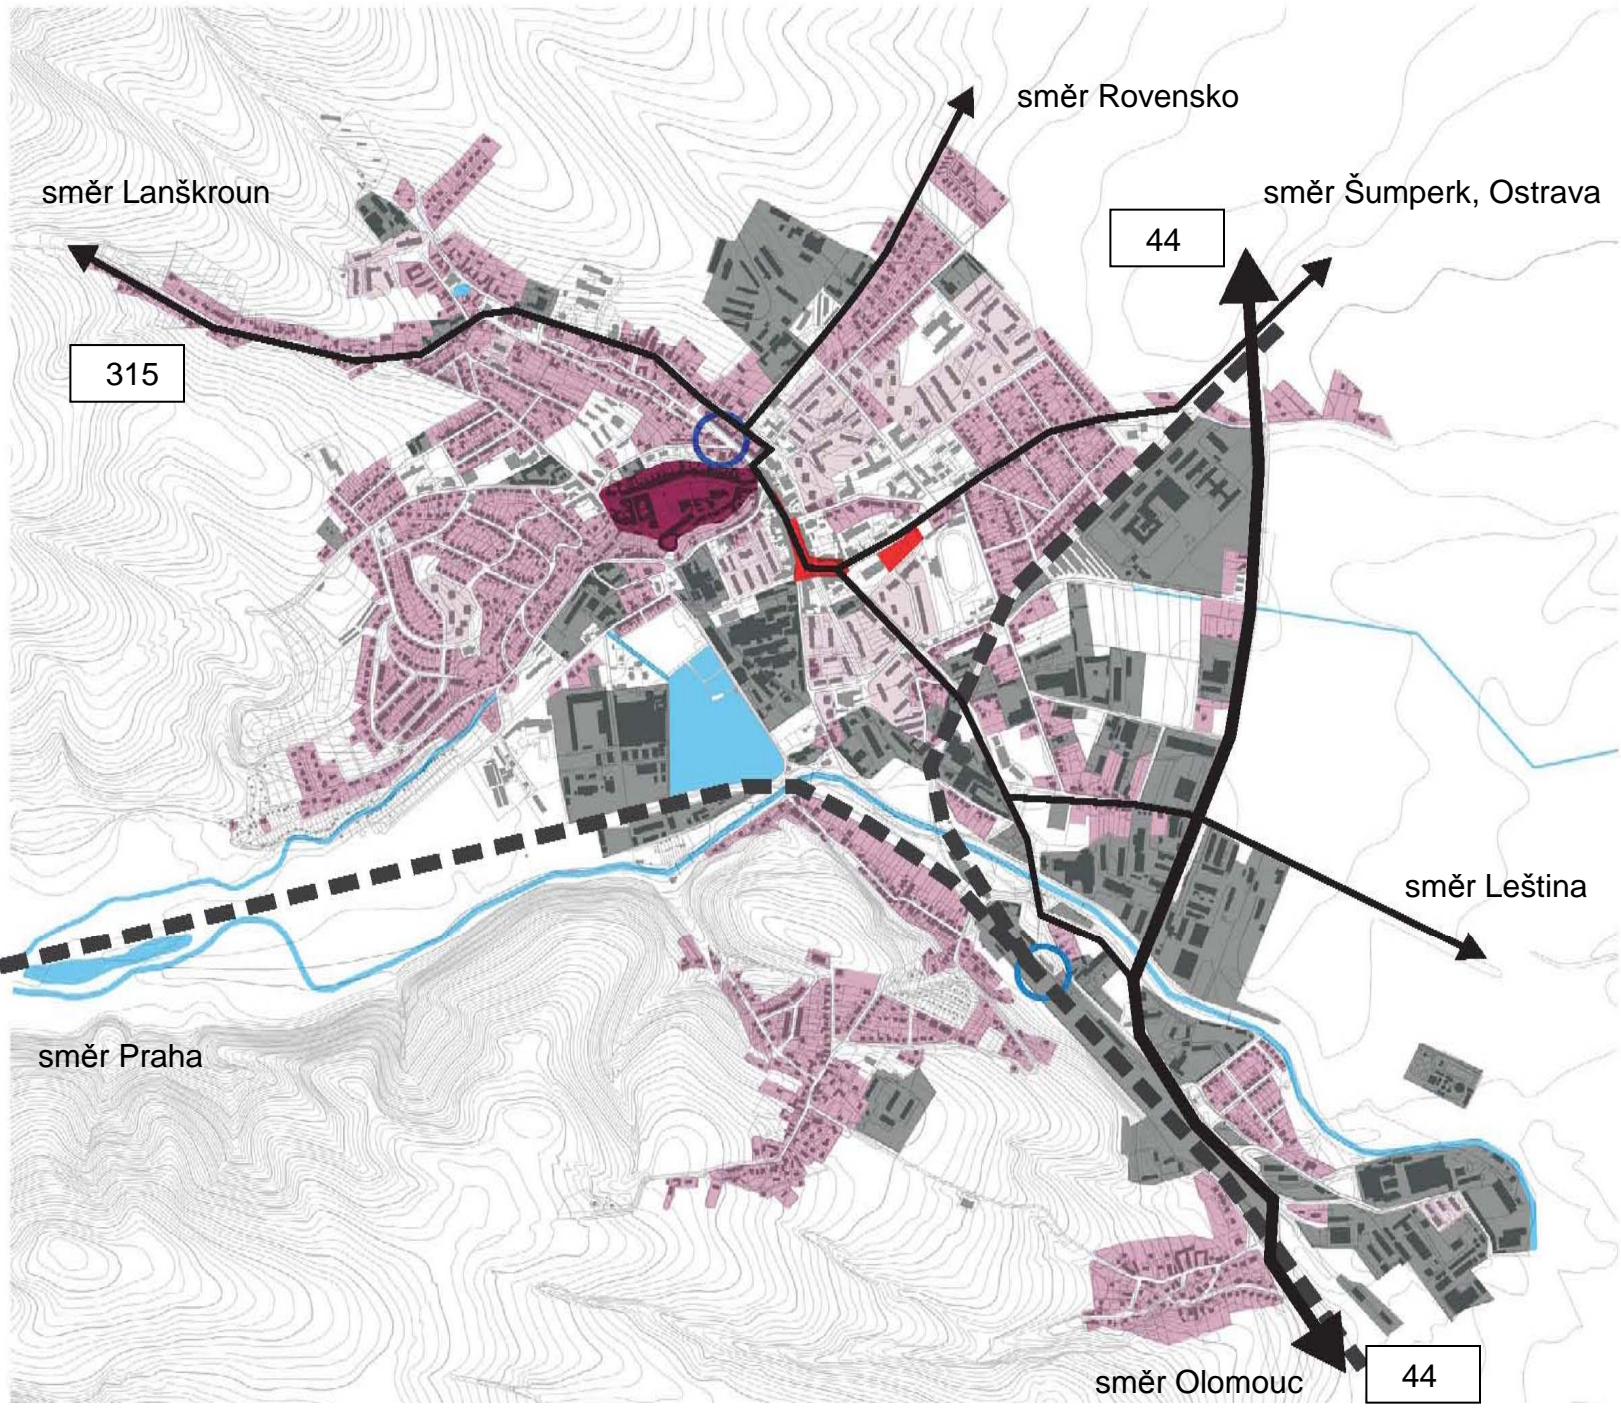 směr Rovensko
směr Lanškroun
směr Šumperk, Ostrava
44
315
směr Leština
směr Praha
směr Olomouc
44